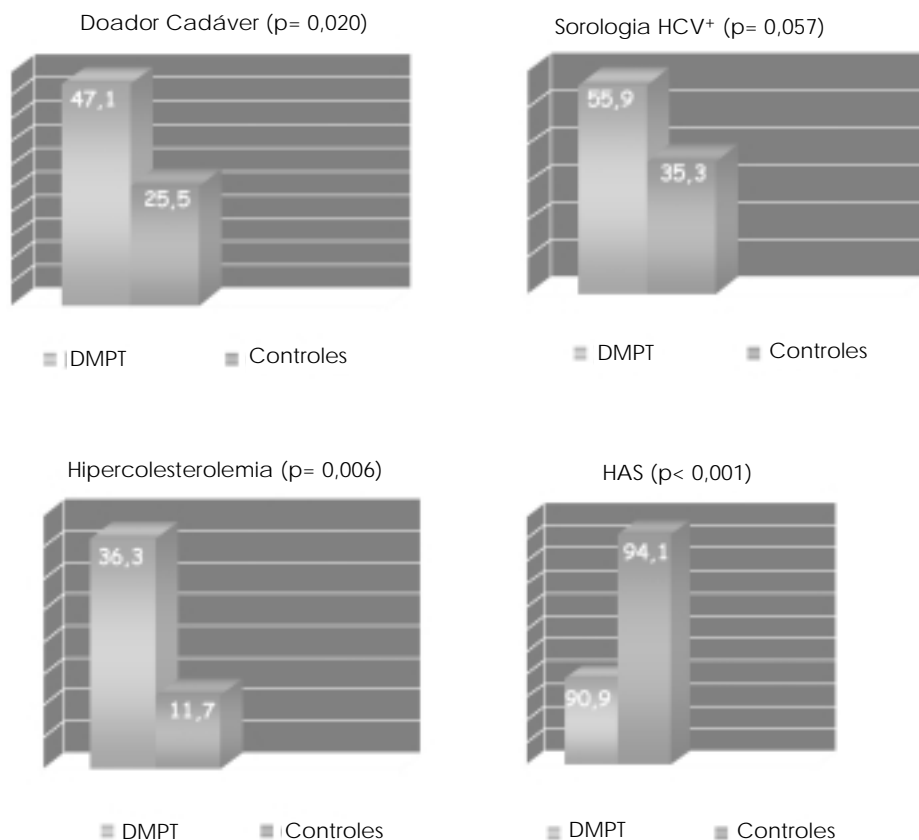 Doador Cadáver (p= 0,020)
47,1
25,5
DMPT Controles
Sorologia HCV+ (p= 0,057)
55,9
35,3
DMPT Controles
Hipercolesterolemia (p= 0,006)
36,3
11,7
DMPT Controles
HAS (p< 0,001)
90,9
94,1
DMPT Controles